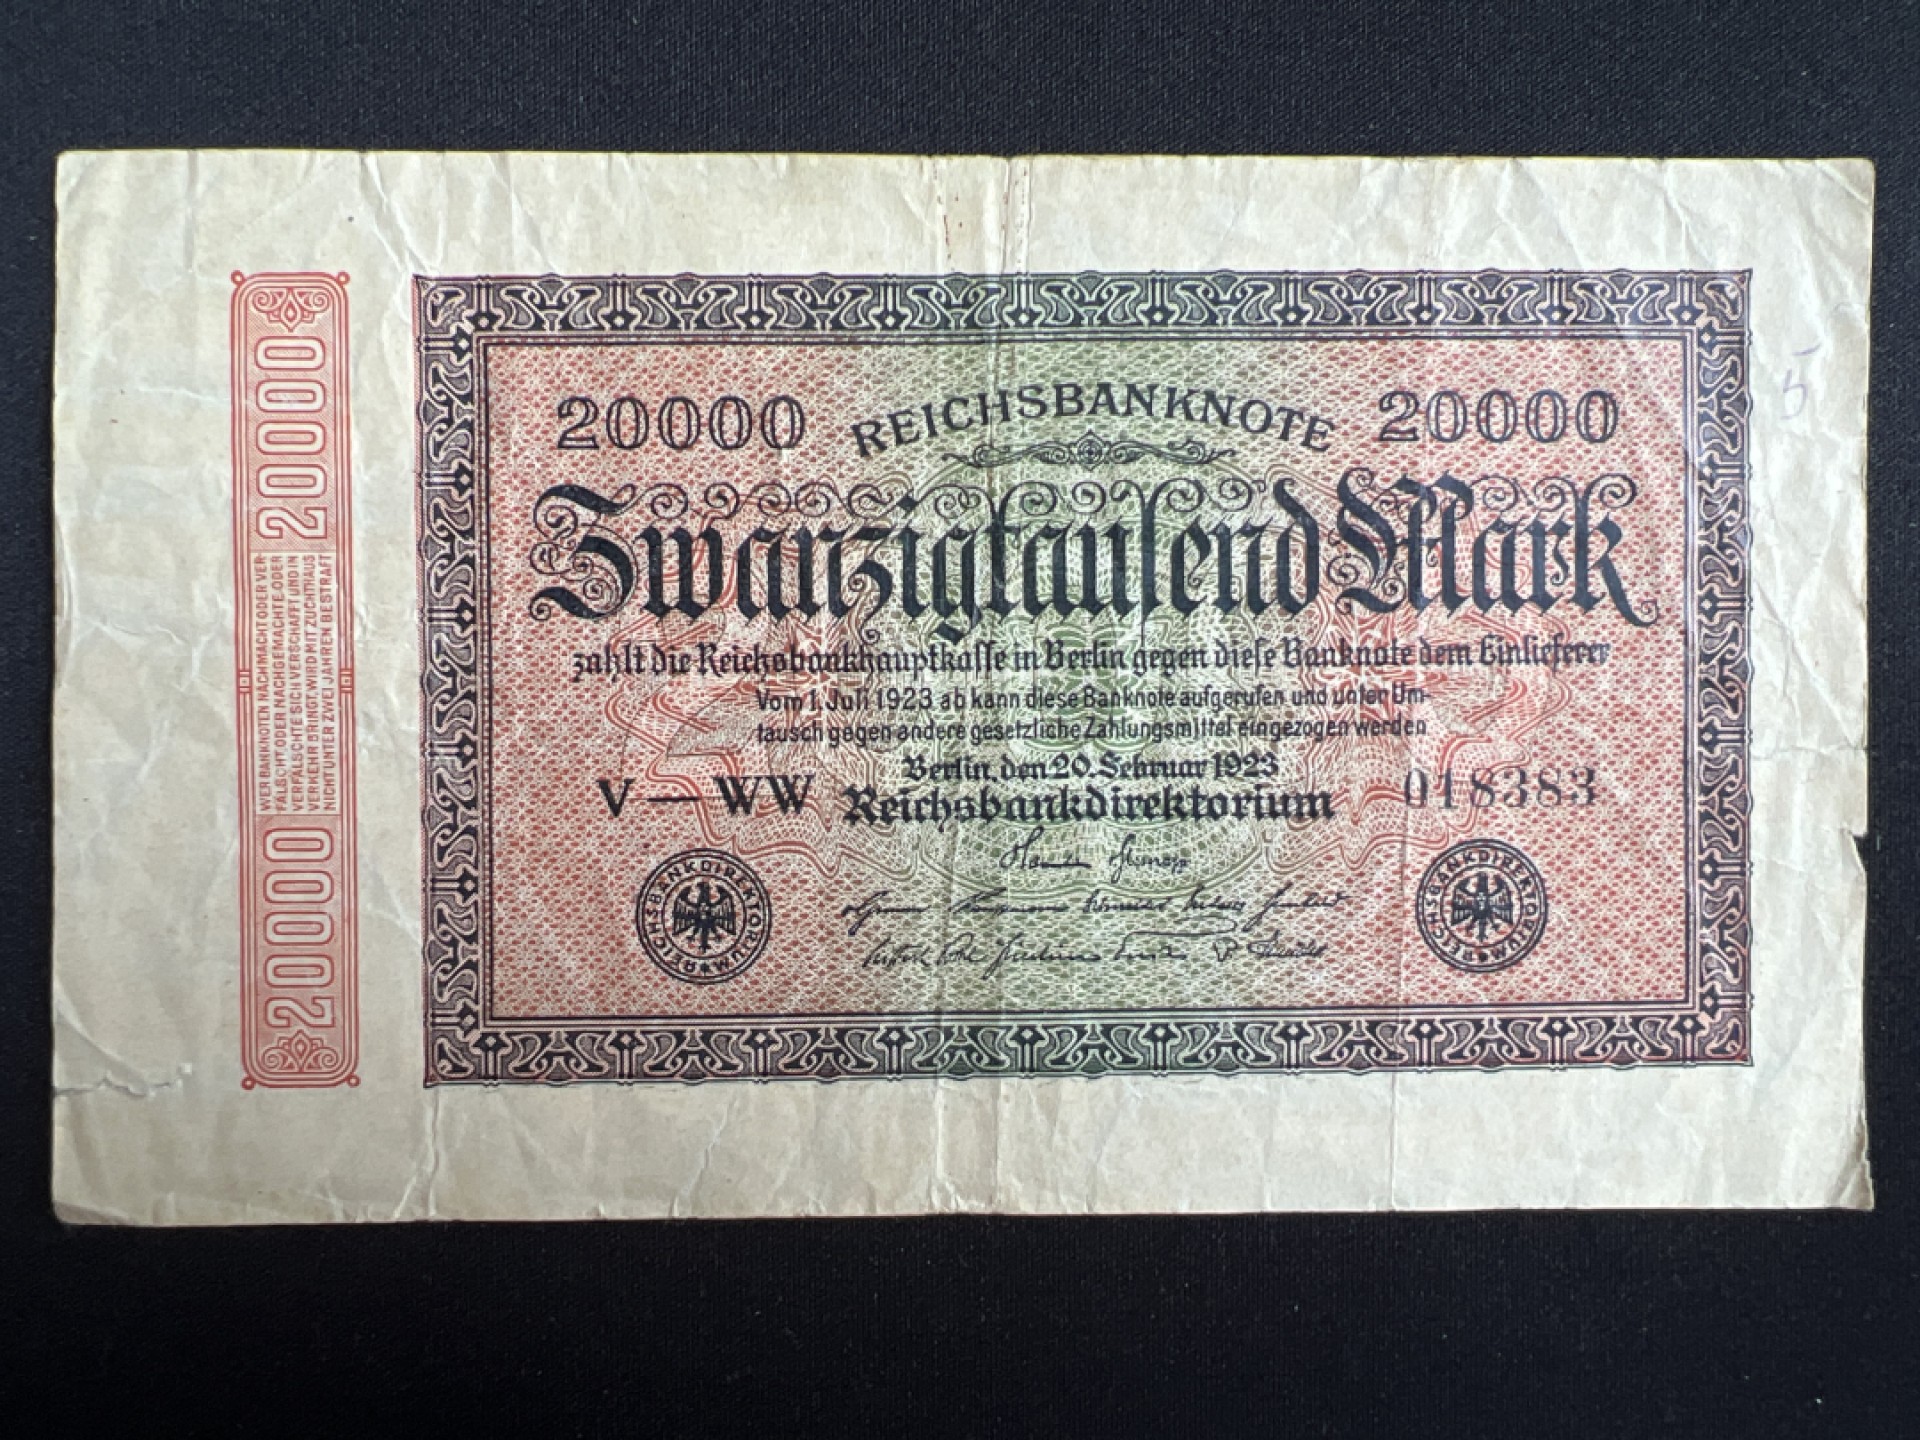 20000
WER BANKNOTEN NACHMACHT ODER VER
FÄLSCHT ODER NACHGEMACHTE ODER
VERFÄLSCHTE SICH VERSCHAFFT UND IN
VERKEHR BRINGT, WIRD MIT ZUCHTHAUS
NICHT UNTER ZWEI JAHREN BESTRAFT
20000
20000 REICHSBANKNOTE 20000
Zwanzigtausend Mark
zahlt die Reichsbankhauptkasse in Berlin gegen diese Banknote dem Einlieferer
Vom 1. Juli 1923 ab kann diese Banknote aufgerufen und unter Um-
tausch gegen andere gesetzliche Zahlungsmittel eingezogen werden
Berlin, den 20. Februar 1923
V — WW Reichsbankdirektorium 018383
REICHSBANKDIREKTORIUM
REICHSBANKDIREKTORIUM
5